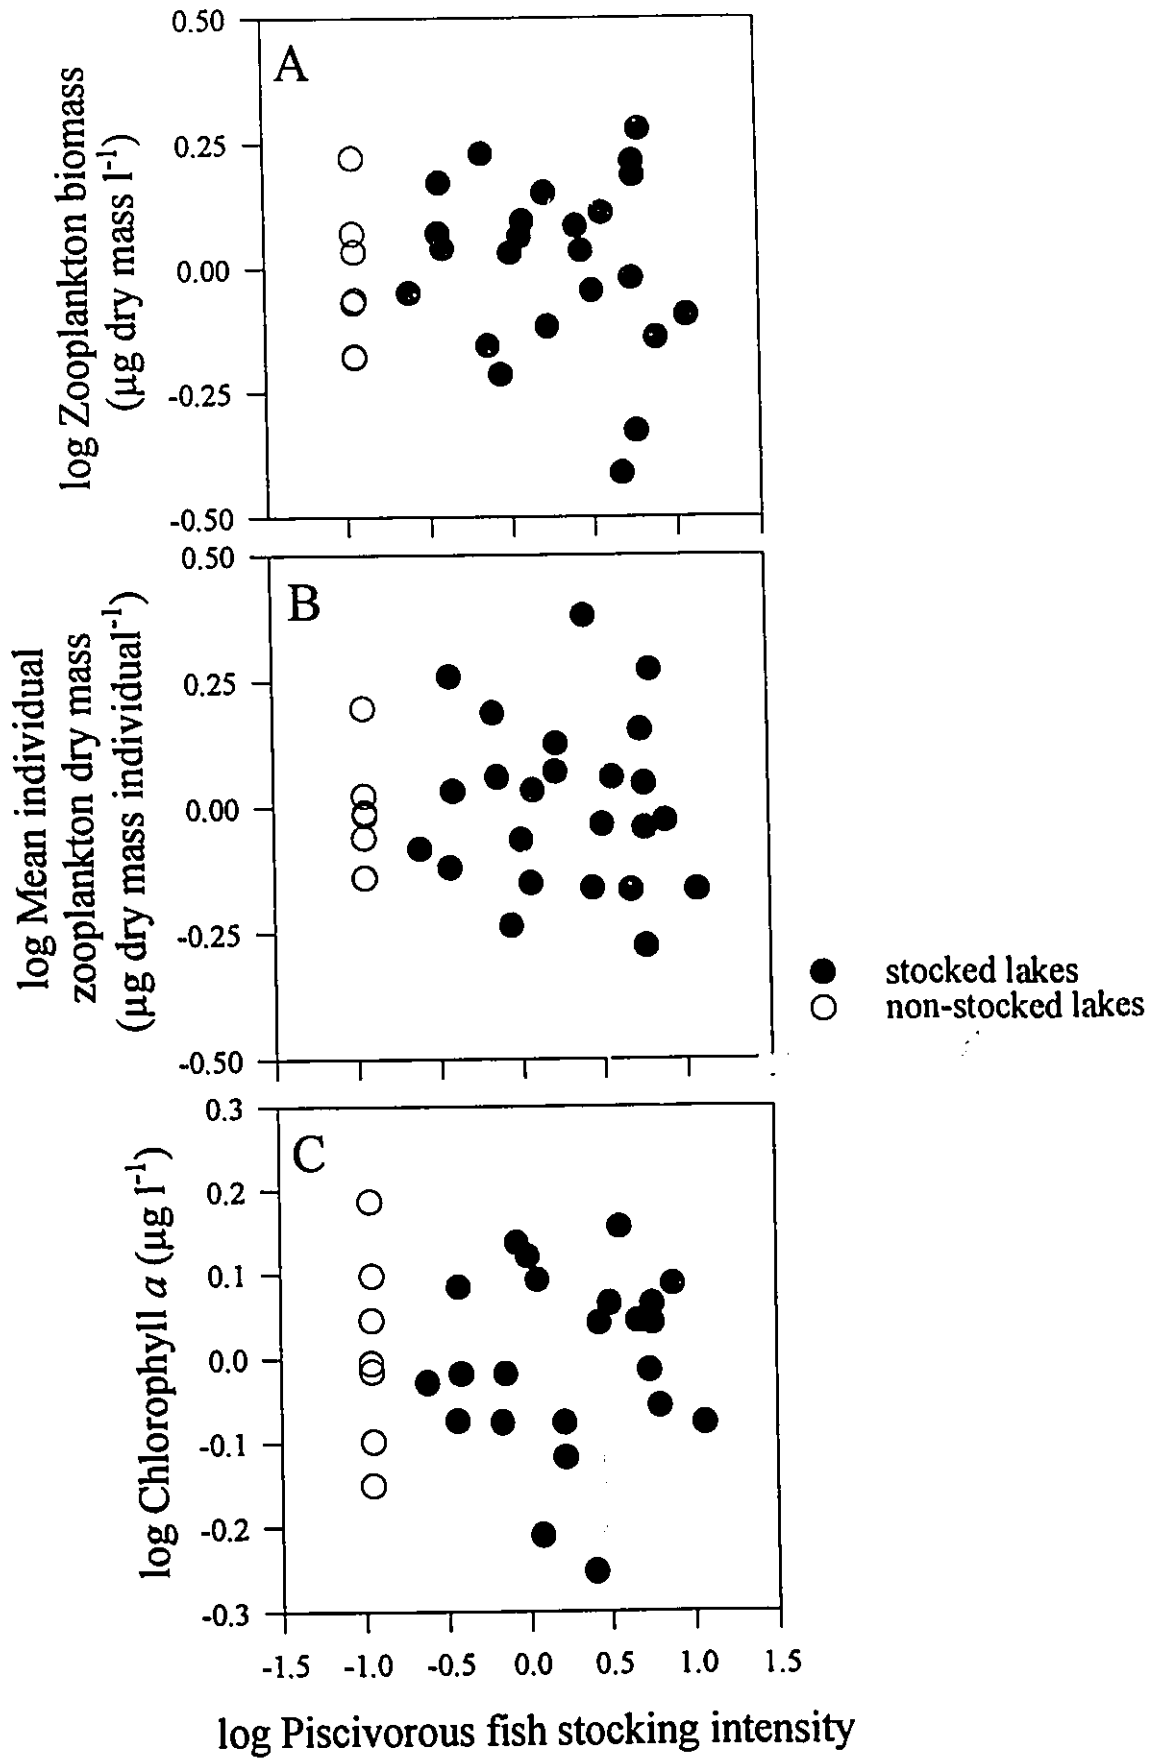 A
0.50
0.25
0.00
-0.25
-0.50
log Zooplankton biomass
(µg dry mass l⁻¹)
B
0.50
0.25
0.00
-0.25
-0.50
log Mean individual
zooplankton dry mass
(µg dry mass individual⁻¹)
stocked lakes
non-stocked lakes
C
0.3
0.2
0.1
0.0
-0.1
-0.2
-0.3
log Chlorophyll a (µg l⁻¹)
-1.5 -1.0 -0.5 0.0 0.5 1.0 1.5
log Piscivorous fish stocking intensity